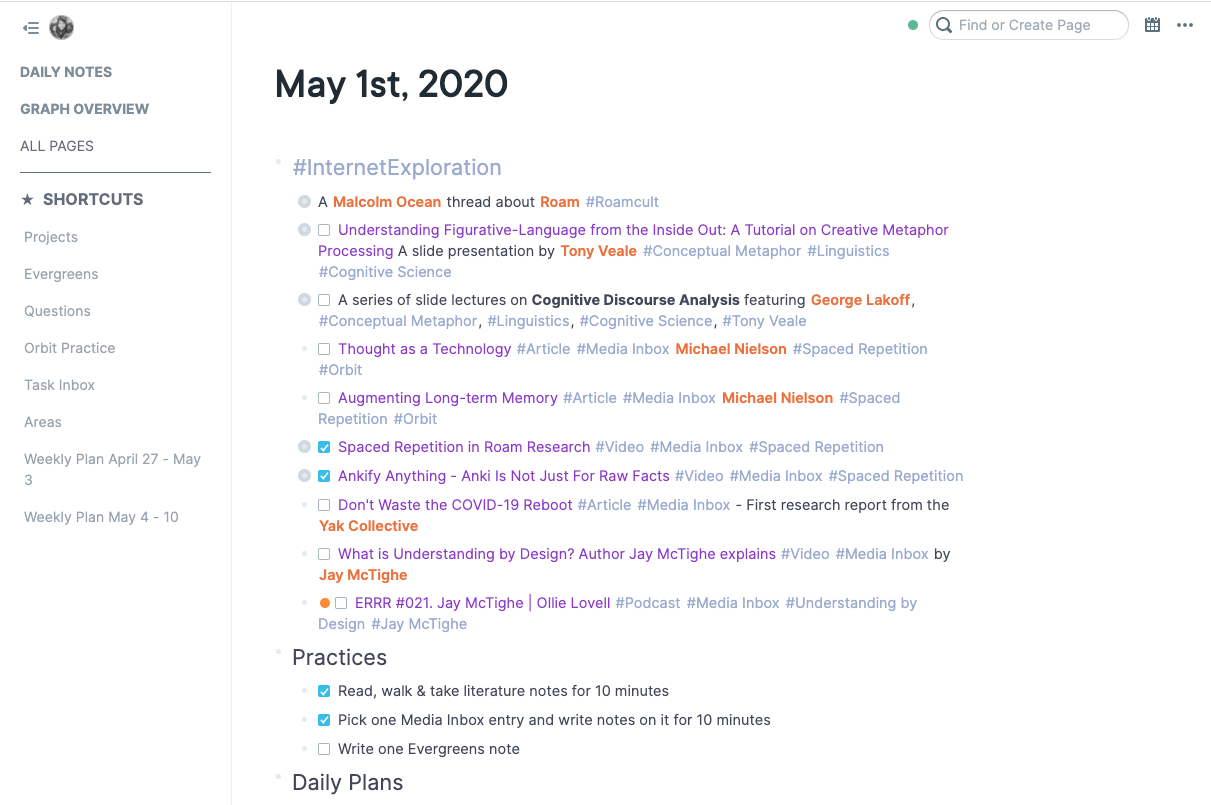 DAILY NOTES
GRAPH OVERVIEW
ALL PAGES
★ SHORTCUTS
Projects
Evergreens
Questions
Orbit Practice
Task Inbox
Areas
Weekly Plan April 27 - May
3
Weekly Plan May 4 - 10
Find or Create Page
May 1st, 2020
#InternetExploration
A Malcolm Ocean thread about Roam #Roamcult
Understanding Figurative-Language from the Inside Out: A Tutorial on Creative Metaphor
Processing A slide presentation by Tony Veale #Conceptual Metaphor #Linguistics
#Cognitive Science
A series of slide lectures on Cognitive Discourse Analysis featuring George Lakoff,
#Conceptual Metaphor, #Linguistics, #Cognitive Science, #Tony Veale
Thought as a Technology #Article #Media Inbox Michael Nielson #Spaced Repetition
#Orbit
Augmenting Long-term Memory #Article #Media Inbox Michael Nielson #Spaced
Repetition #Orbit
Spaced Repetition in Roam Research #Video #Media Inbox #Spaced Repetition
Ankify Anything - Anki Is Not Just For Raw Facts #Video #Media Inbox #Spaced Repetition
Don't Waste the COVID-19 Reboot #Article #Media Inbox - First research report from the
Yak Collective
What is Understanding by Design? Author Jay McTighe explains #Video #Media Inbox by
Jay McTighe
ERRR #021. Jay McTighe | Ollie Lovell #Podcast #Media Inbox #Understanding by
Design #Jay McTighe
Practices
Read, walk & take literature notes for 10 minutes
Pick one Media Inbox entry and write notes on it for 10 minutes
Write one Evergreens note
Daily Plans